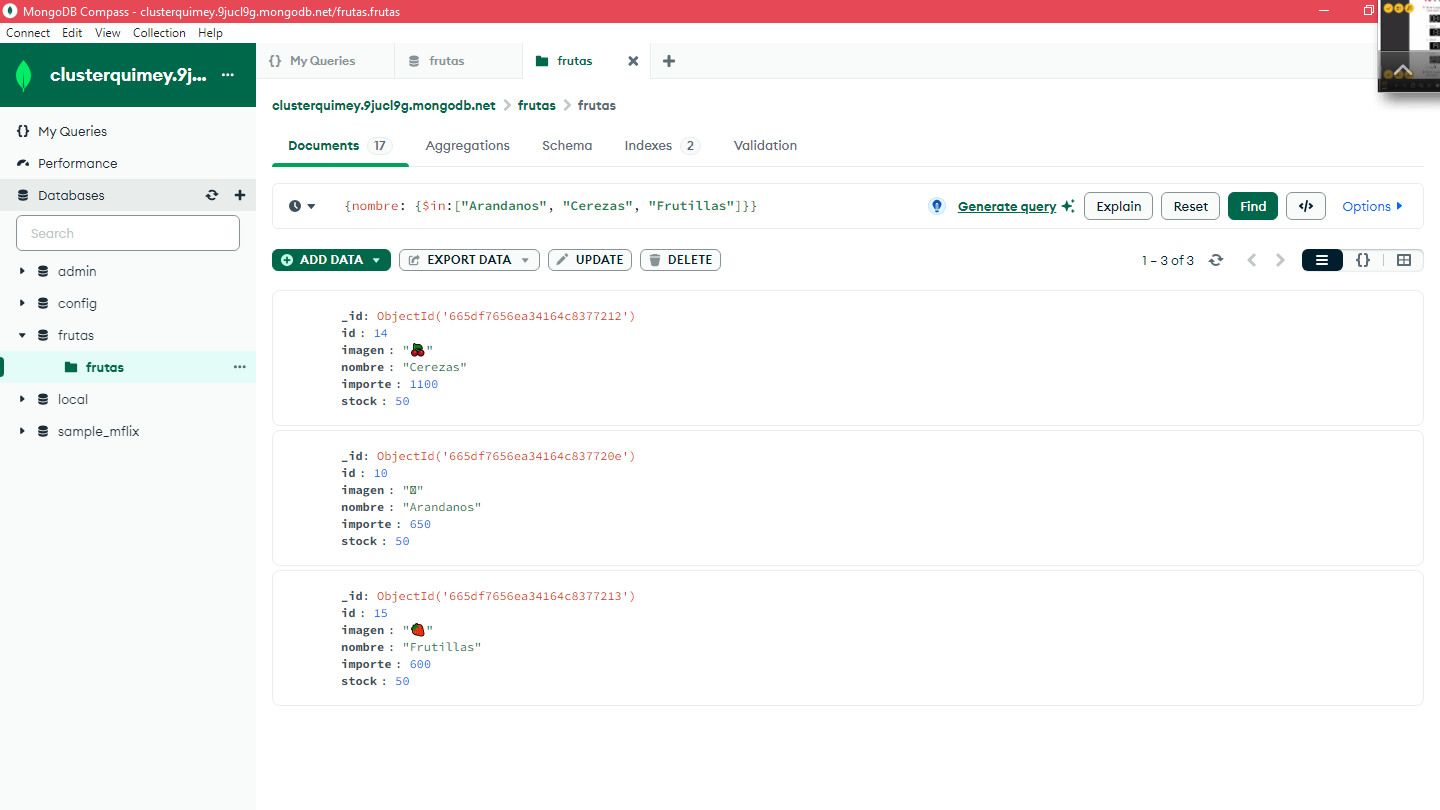 MongoDB Compass - clusterquimey.9jucl9g.mongodb.net/frutas.frutas
Connect Edit View Collection Help
clusterquimey.9j... ···
{} My Queries
frutas
frutas
clusterquimey.9jucl9g.mongodb.net > frutas > frutas
My Queries
Performance
Databases
Search
admin
config
frutas
frutas ···
local
sample_mflix
Documents 17 Aggregations Schema Indexes 2 Validation
{nombre: {$in:["Arandanos", "Cerezas", "Frutillas"]}}
Generate query Explain Reset Find </> Options
ADD DATA EXPORT DATA UPDATE DELETE
1 – 3 of 3 {}
_id: ObjectId('665df7656ea34164c8377212')
id : 14
imagen : "🍒"
nombre : "Cerezas"
importe : 1100
stock : 50
_id: ObjectId('665df7656ea34164c837720e')
id : 10
imagen : "▯"
nombre : "Arandanos"
importe : 650
stock : 50
_id: ObjectId('665df7656ea34164c8377213')
id : 15
imagen : "🍓"
nombre : "Frutillas"
importe : 600
stock : 50